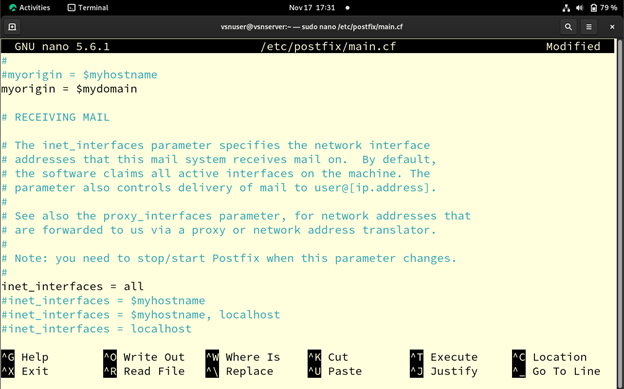 Activities Terminal Nov 17 17:31 79 %
vsnuser@vsnserver:~ — sudo nano /etc/postfix/main.cf
GNU nano 5.6.1 /etc/postfix/main.cf Modified
#
#myorigin = $myhostname
myorigin = $mydomain
# RECEIVING MAIL
# The inet_interfaces parameter specifies the network interface
# addresses that this mail system receives mail on.  By default,
# the software claims all active interfaces on the machine. The
# parameter also controls delivery of mail to user@[ip.address].
#
# See also the proxy_interfaces parameter, for network addresses that
# are forwarded to us via a proxy or network address translator.
#
# Note: you need to stop/start Postfix when this parameter changes.
#
inet_interfaces = all
#inet_interfaces = $myhostname
#inet_interfaces = $myhostname, localhost
#inet_interfaces = localhost
^G Help ^O Write Out ^W Where Is ^K Cut ^T Execute ^C Location
^X Exit ^R Read File ^\ Replace ^U Paste ^J Justify ^_ Go To Line